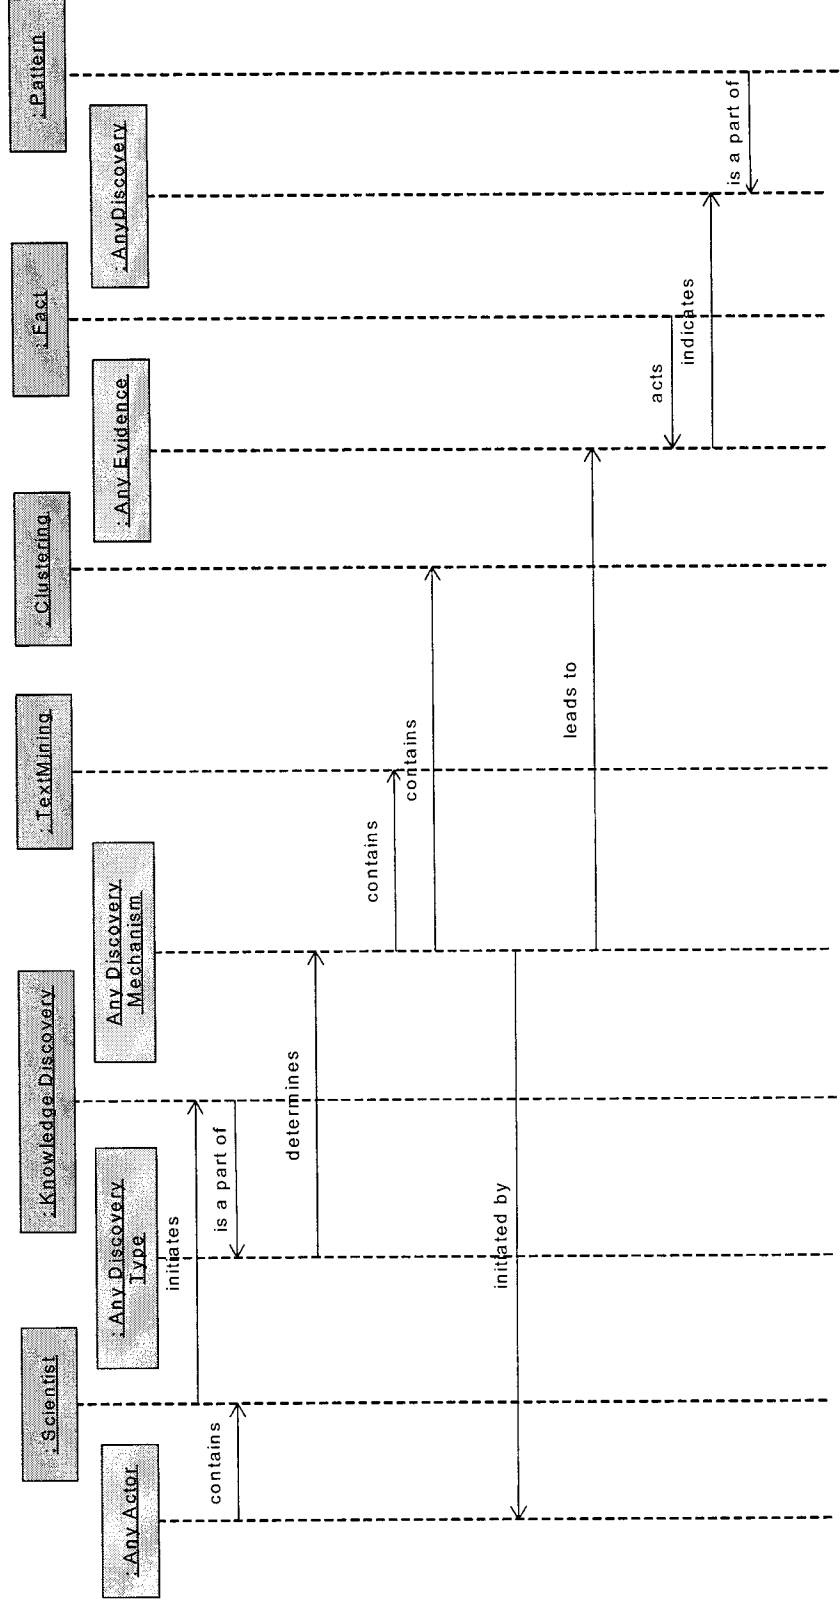 : Any Actor
: Scientist
: Any Discovery
Type
: Knowledge Discovery
Any Discovery
Mechanism
: TextMining
: Clustering
: Any Evidence
: Fact
: AnyDiscovery
: Pattern
initiates
contains
is a part of
determines
contains
contains
initiated by
leads to
acts
indicates
is a part of